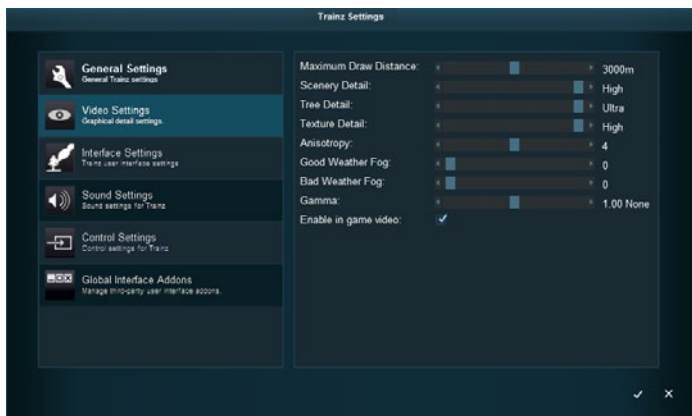 Trainz Settings
General Settings
General Trainz settings
Video Settings
Graphical detail settings.
Interface Settings
Trainz user interface settings
Sound Settings
Sound settings for Trainz
Control Settings
Control settings for Trainz
Global Interface Addons
Manage third-party user interface addons.
Maximum Draw Distance: 3000m
Scenery Detail: High
Tree Detail: Ultra
Texture Detail: High
Anisotropy: 4
Good Weather Fog: 0
Bad Weather Fog: 0
Gamma: 1.00 None
Enable in game video: